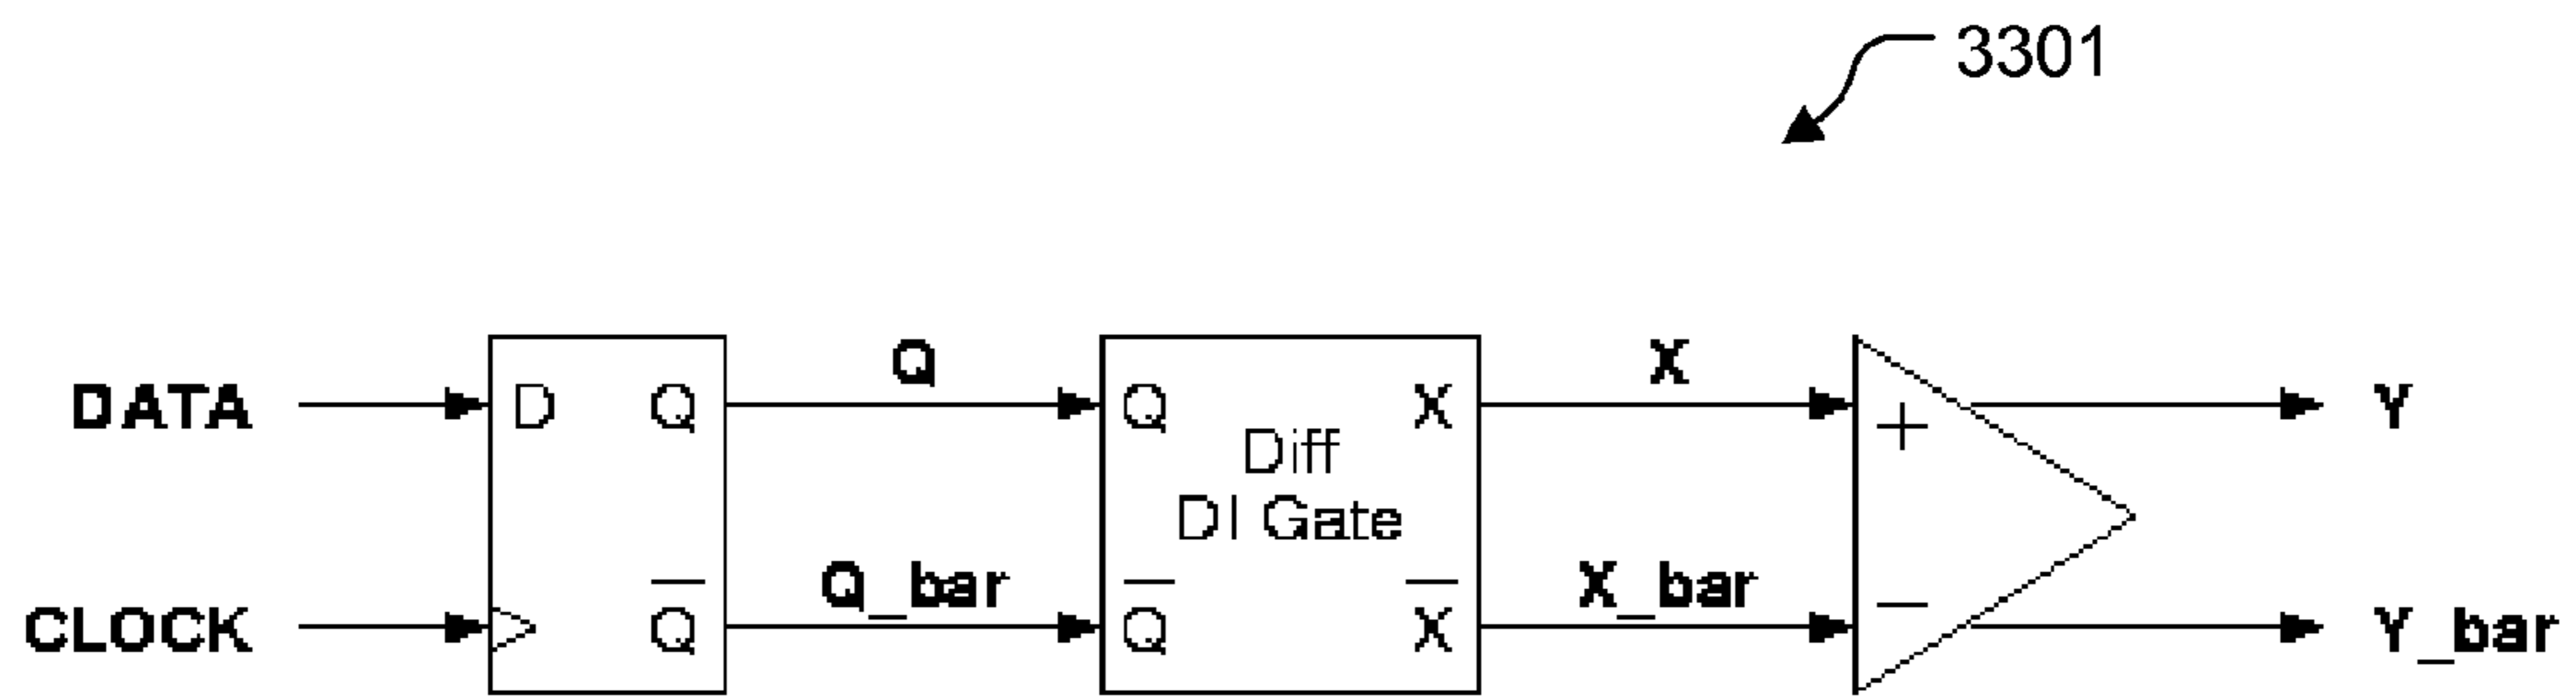 3301
DATA D Q Q Q Diff X X + Y
DI Gate
CLOCK Q̅ Q_bar Q̅ X̅ X_bar − Y_bar